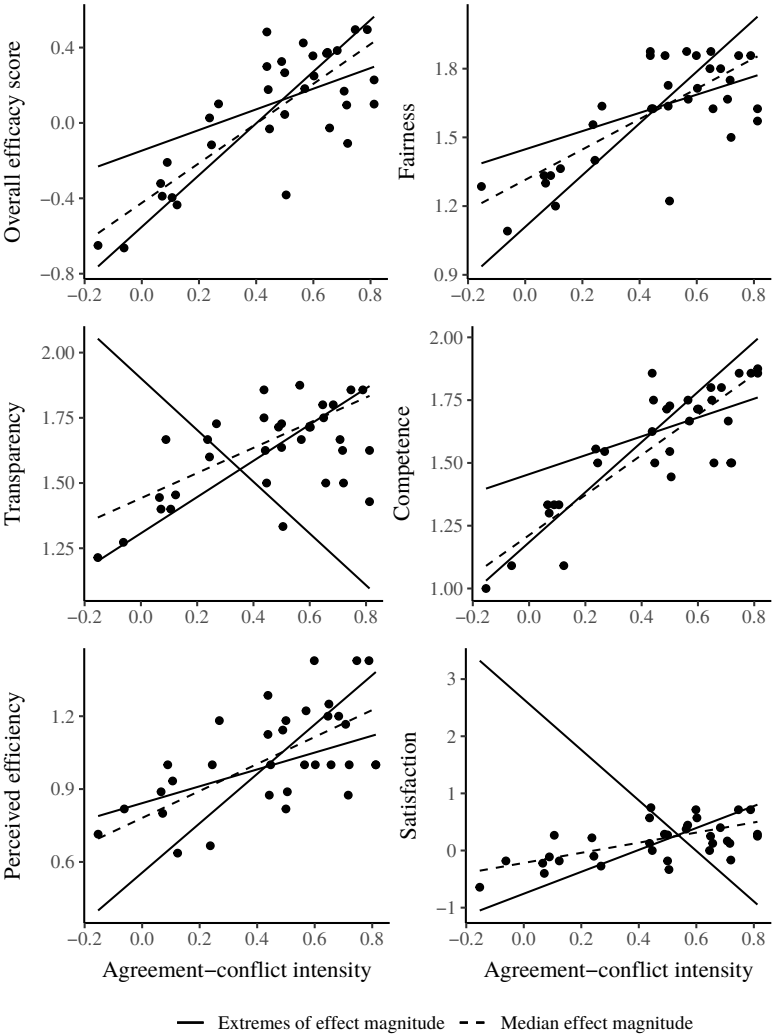 Overall efficacy score
0.4
0.0
−0.4
−0.8
−0.2 0.0 0.2 0.4 0.6 0.8
Fairness
1.8
1.5
1.2
0.9
−0.2 0.0 0.2 0.4 0.6 0.8
Transparency
2.00
1.75
1.50
1.25
−0.2 0.0 0.2 0.4 0.6 0.8
Competence
2.00
1.75
1.50
1.25
1.00
−0.2 0.0 0.2 0.4 0.6 0.8
Perceived efficiency
1.2
0.9
0.6
−0.2 0.0 0.2 0.4 0.6 0.8
Agreement−conflict intensity
Satisfaction
3
2
1
0
−1
−0.2 0.0 0.2 0.4 0.6 0.8
Agreement−conflict intensity
Extremes of effect magnitude Median effect magnitude